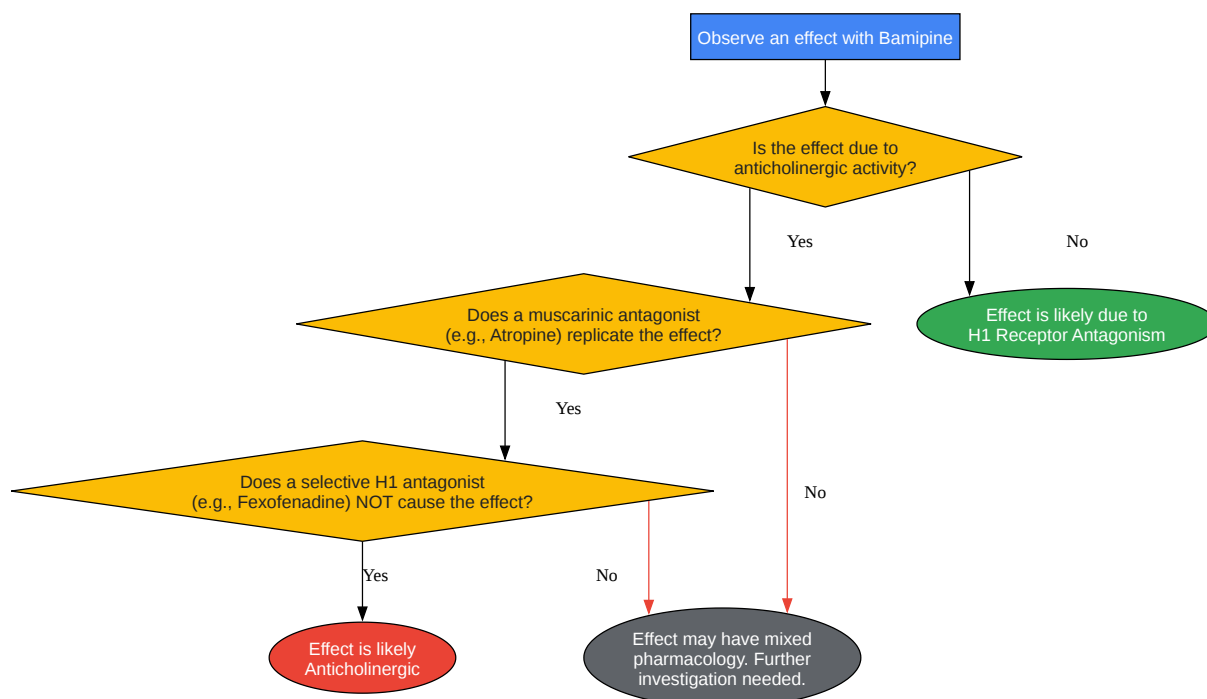 Observe an effect with Bamipine
Is the effect due to
anticholinergic activity?
Yes
No
Does a muscarinic antagonist
(e.g., Atropine) replicate the effect?
Effect is likely due to
H1 Receptor Antagonism
Yes
Does a selective H1 antagonist
(e.g., Fexofenadine) NOT cause the effect?
No
Yes
No
Effect is likely
Anticholinergic
Effect may have mixed
pharmacology. Further
investigation needed.